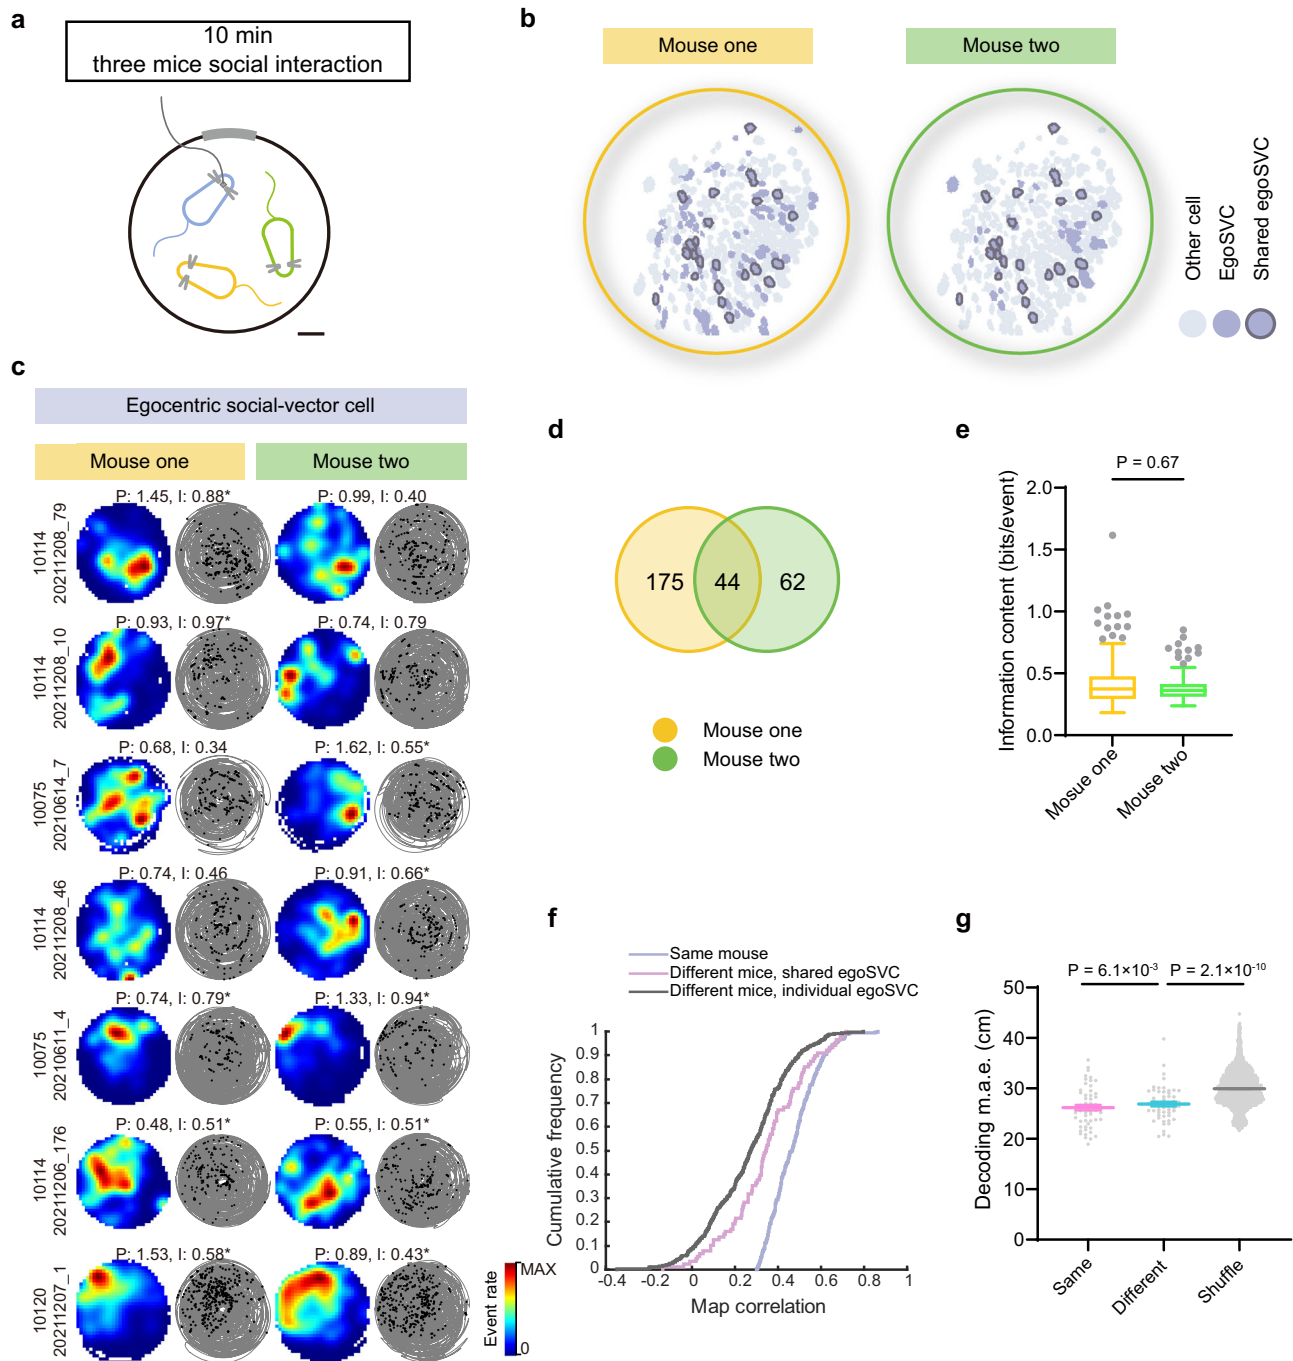 a
10 min
three mice social interaction
b
Mouse one
Mouse two
Other cell
EgoSVC
Shared egoSVC
c
Egocentric social-vector cell
Mouse one
Mouse two
10114
20211208_79
P: 1.45, I: 0.88*
P: 0.99, I: 0.40
10114
20211208_10
P: 0.93, I: 0.97*
P: 0.74, I: 0.79
10075
20210614_7
P: 0.68, I: 0.34
P: 1.62, I: 0.55*
10114
20211208_46
P: 0.74, I: 0.46
P: 0.91, I: 0.66*
10075
20210611_4
P: 0.74, I: 0.79*
P: 1.33, I: 0.94*
10114
20211206_176
P: 0.48, I: 0.51*
P: 0.55, I: 0.51*
10120
20211207_1
P: 1.53, I: 0.58*
P: 0.89, I: 0.43*
Event rate
MAX
0
d
175
44
62
Mouse one
Mouse two
e
P = 0.67
Information content (bits/event)
2.0
1.5
1.0
0.5
0.0
Mosue one
Mouse two
f
Same mouse
Different mice, shared egoSVC
Different mice, individual egoSVC
Cumulative frequency
1
0.9
0.8
0.7
0.6
0.5
0.4
0.3
0.2
0.1
0
-0.4
-0.2
0
0.2
0.4
0.6
0.8
1
Map correlation
g
P = 6.1×10⁻³
P = 2.1×10⁻¹⁰
Decoding m.a.e. (cm)
50
40
30
20
10
0
Same
Different
Shuffle